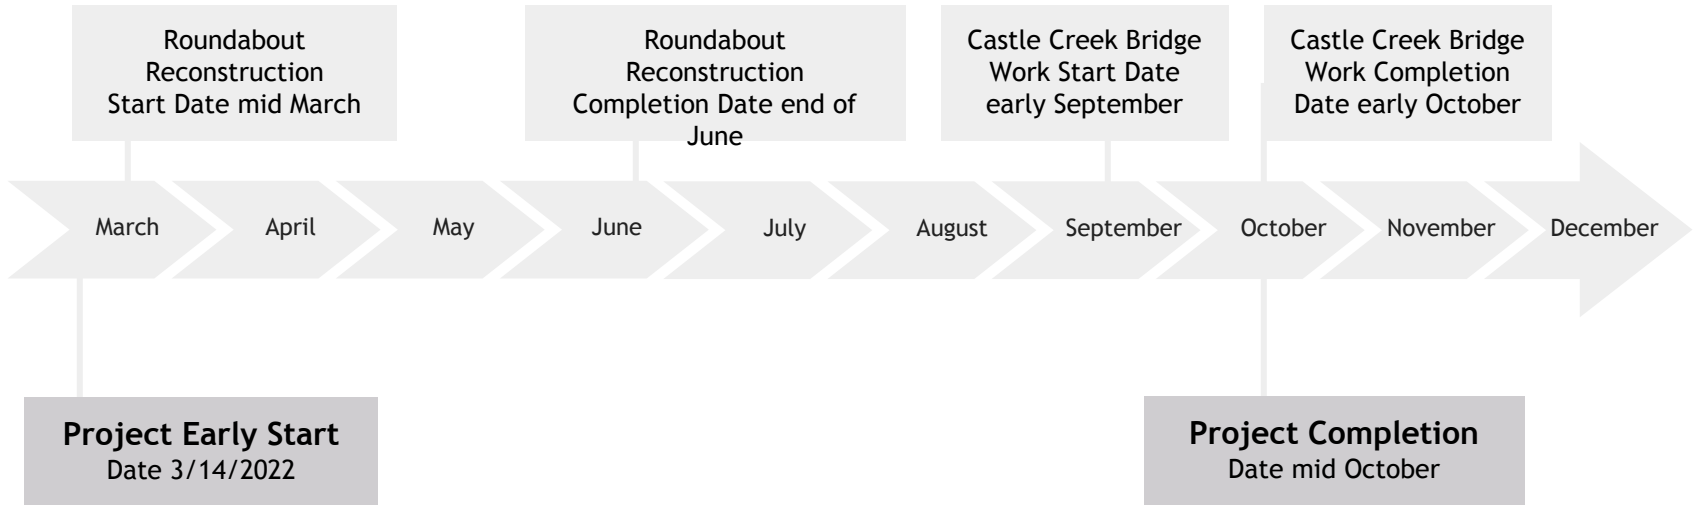 Roundabout
Reconstruction
Start Date mid March
Roundabout
Reconstruction
Completion Date end of
June
Castle Creek Bridge
Work Start Date
early September
Castle Creek Bridge
Work Completion
Date early October
March
April
May
June
July
August
September
October
November
December
Project Early Start
Date 3/14/2022
Project Completion
Date mid October